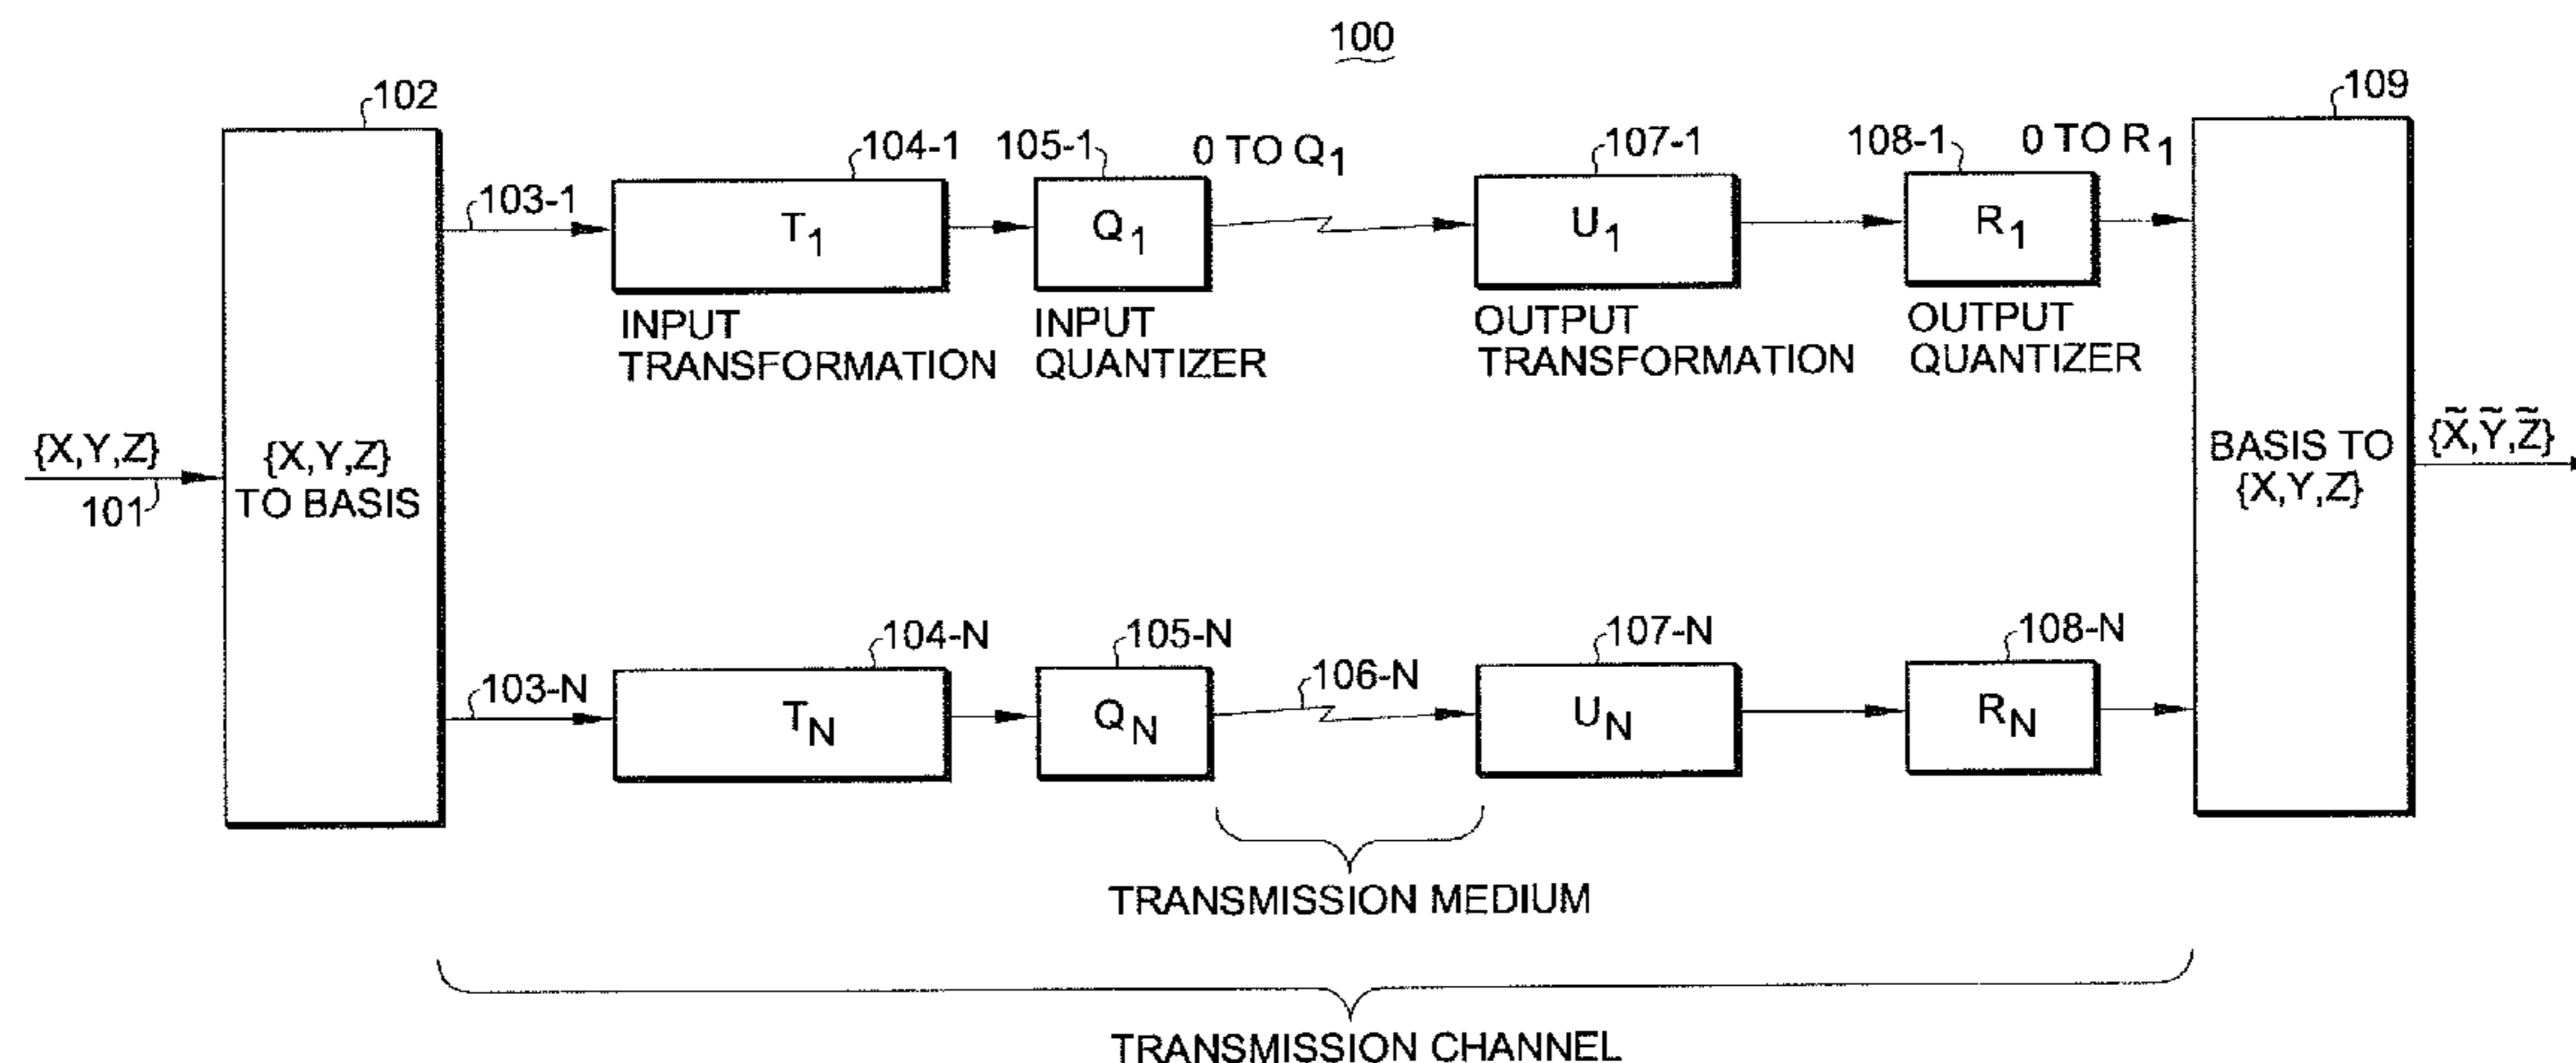 100
102
109
104-1
105-1
0 TO Q1
107-1
108-1
0 TO R1
103-1
T1
Q1
U1
R1
INPUT
TRANSFORMATION
INPUT
QUANTIZER
OUTPUT
TRANSFORMATION
OUTPUT
QUANTIZER
{X,Y,Z}
101
{X,Y,Z}
TO BASIS
BASIS TO
{X,Y,Z}
{X̃,Ỹ,Z̃}
104-N
105-N
107-N
108-N
103-N
106-N
TN
QN
UN
RN
TRANSMISSION MEDIUM
TRANSMISSION CHANNEL